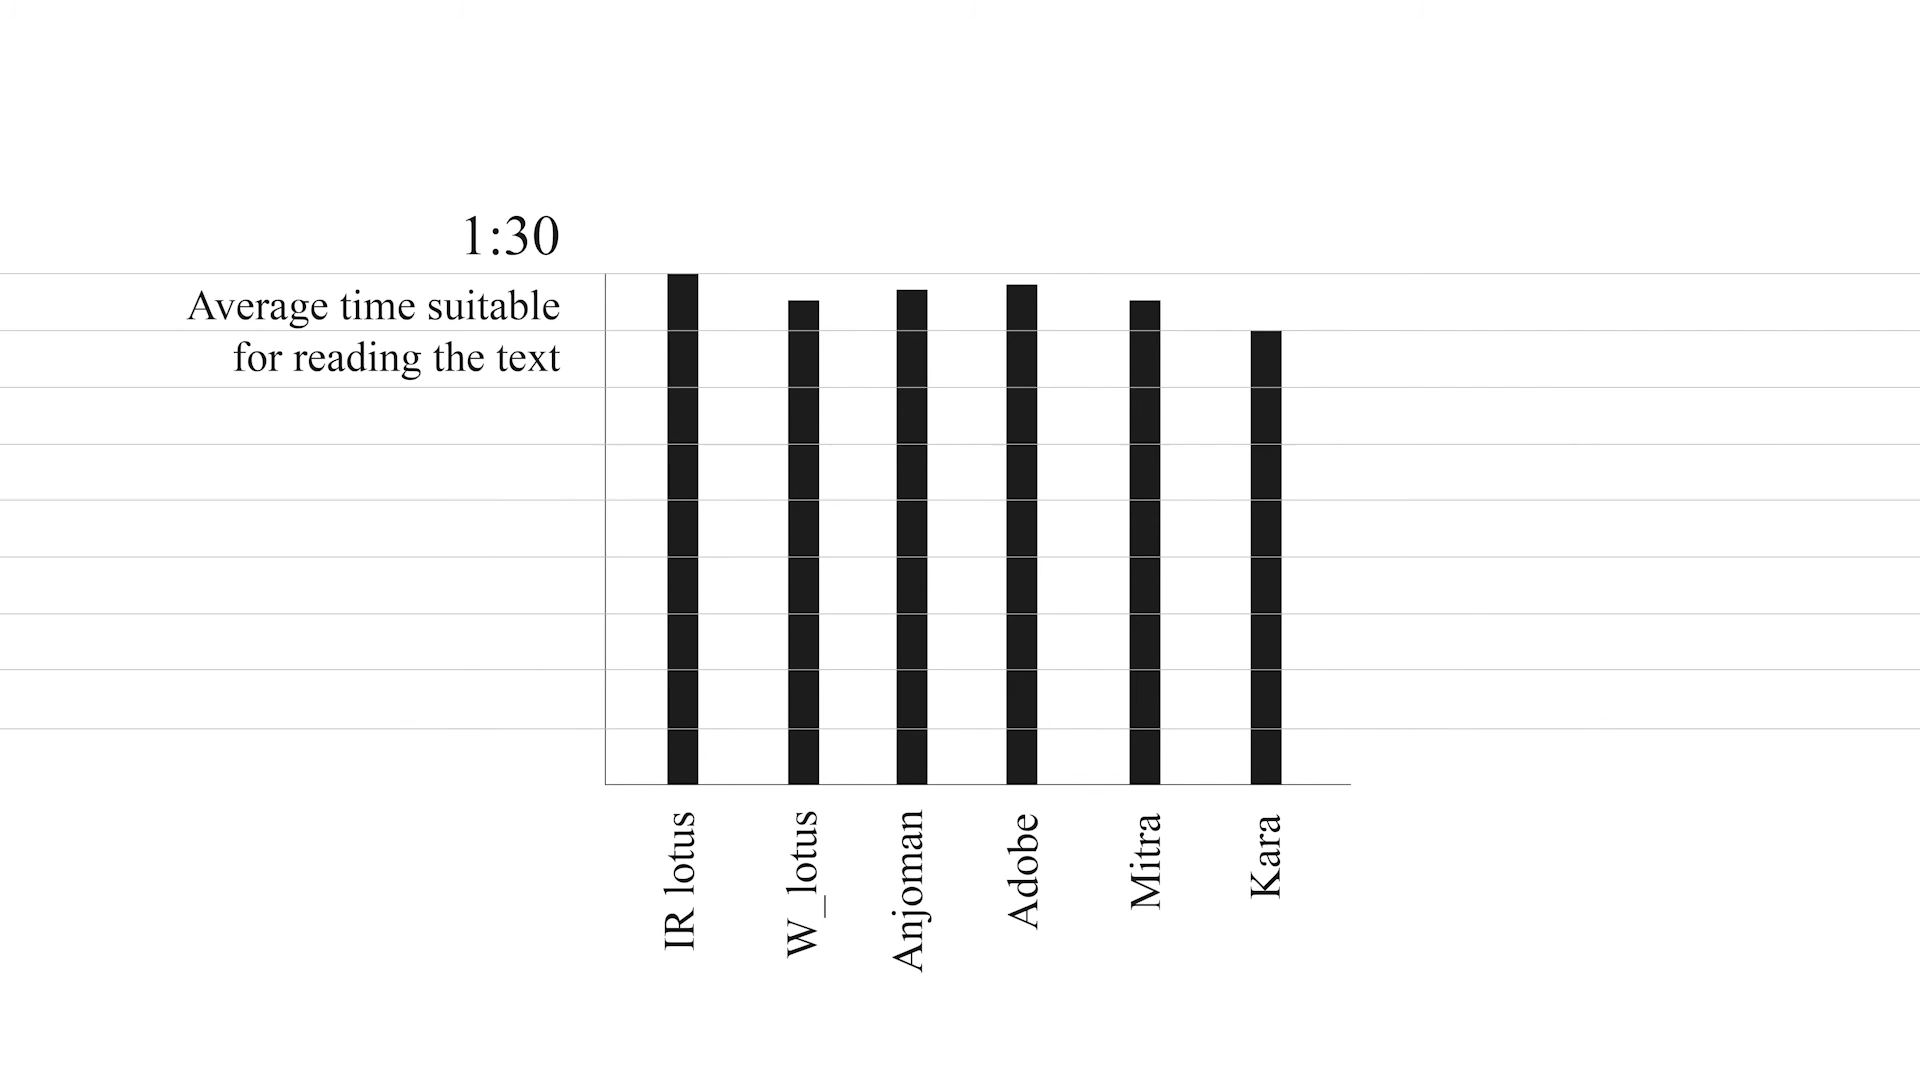 1:30
Average time suitable
for reading the text
IR lotus
W_lotus
Anjoman
Adobe
Mitra
Kara